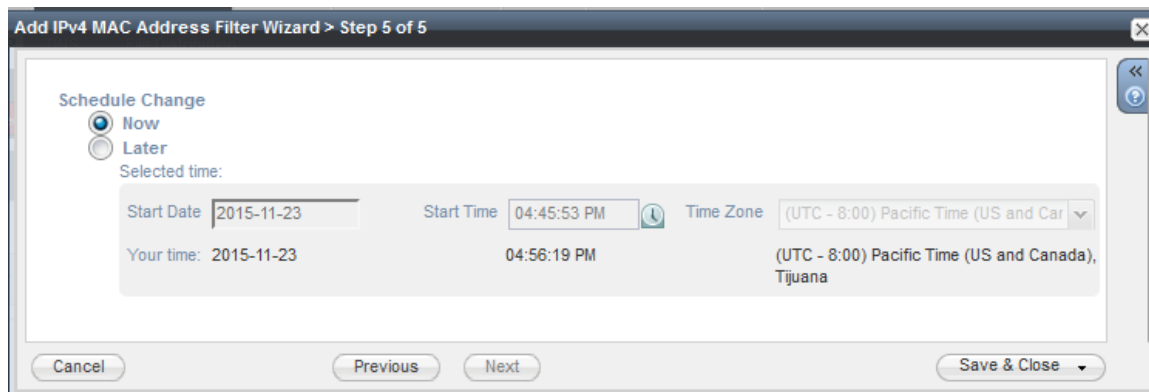 Add IPv4 MAC Address Filter Wizard > Step 5 of 5
Schedule Change
Now
Later
Selected time:
Start Date 2015-11-23 Start Time 04:45:53 PM Time Zone (UTC - 8:00) Pacific Time (US and Car
Your time: 2015-11-23 04:56:19 PM (UTC - 8:00) Pacific Time (US and Canada),
Tijuana
Cancel Previous Next Save & Close